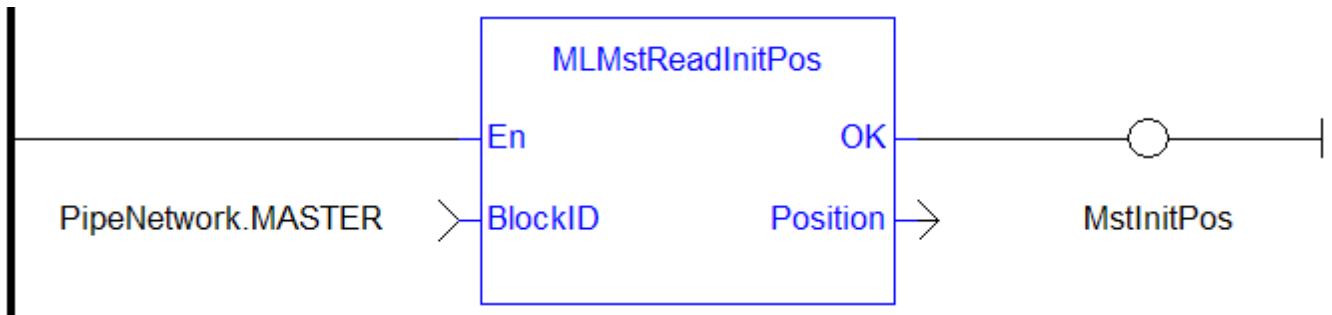 MLMstReadInitPos
En
OK
PipeNetwork.MASTER
BlockID
Position
MstInitPos